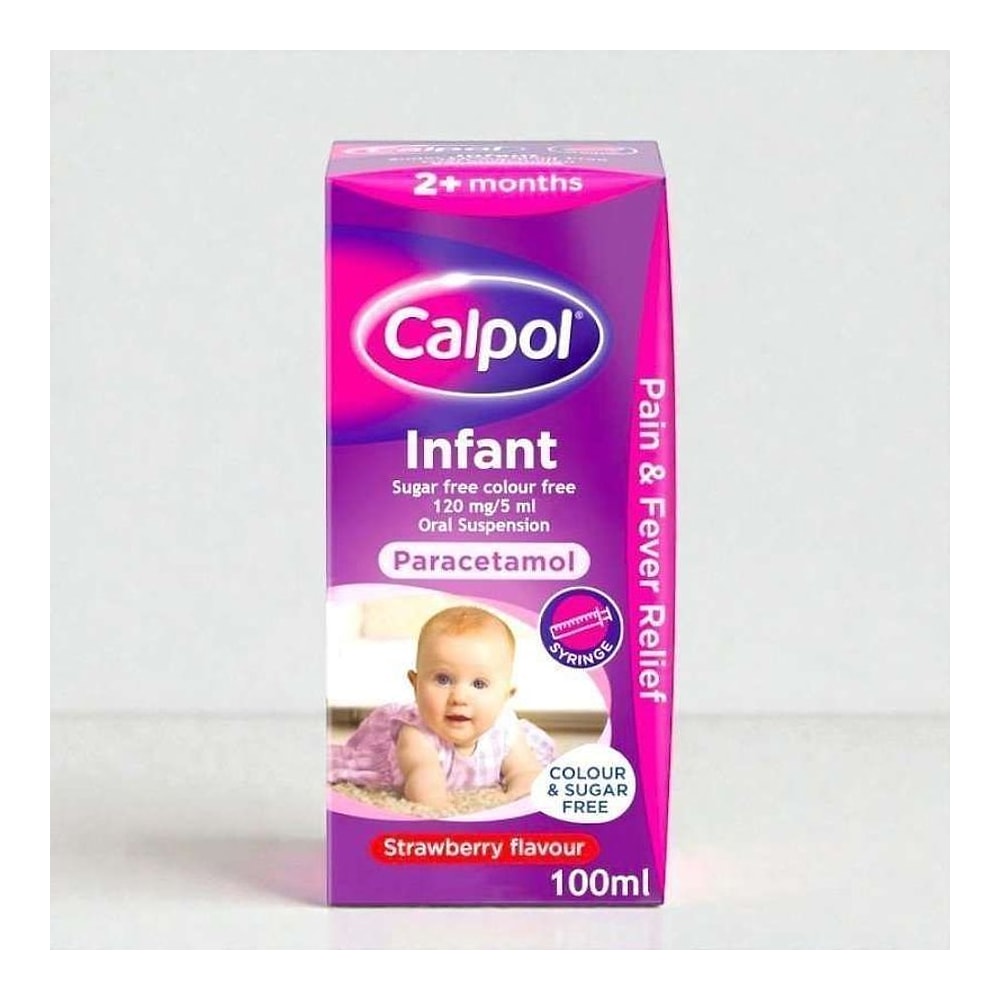 Calpol
2+ months
Calpol®
Infant
Sugar free colour free
120 mg/5 ml
Oral Suspension
Paracetamol
SYRINGE
COLOUR
& SUGAR
FREE
Strawberry flavour
100ml
Pain & Fever Relief